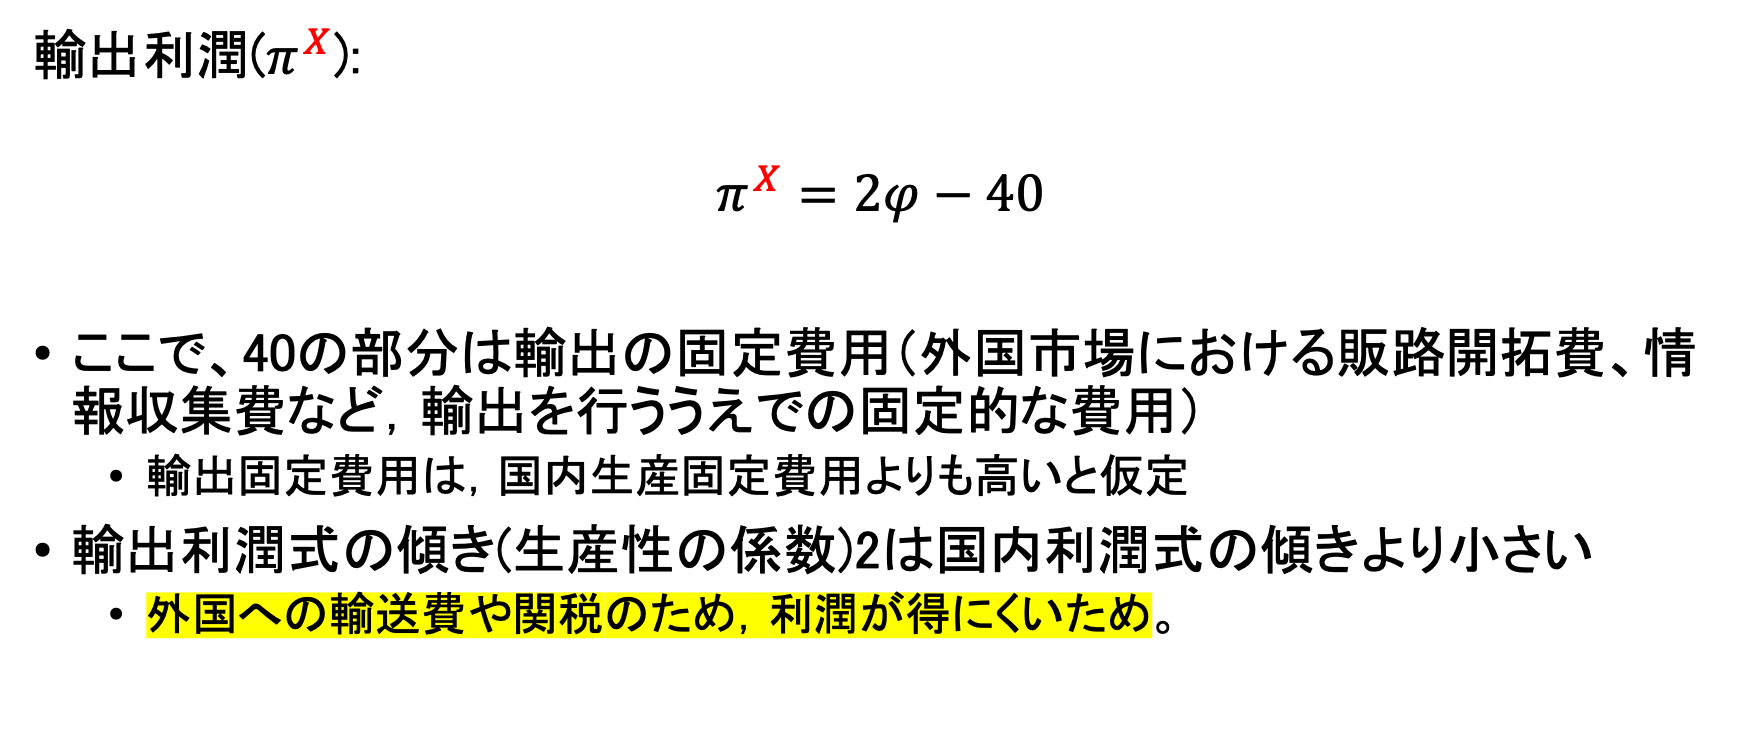 輸出利潤(π^X):
π^X = 2φ − 40
• ここで、40の部分は輸出の固定費用（外国市場における販路開拓費、情
報収集費など，輸出を行ううえでの固定的な費用）
• 輸出固定費用は，国内生産固定費用よりも高いと仮定
• 輸出利潤式の傾き(生産性の係数)2は国内利潤式の傾きより小さい
• 外国への輸送費や関税のため，利潤が得にくいため。